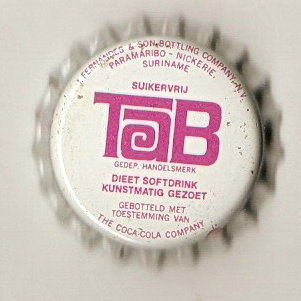 FERNANDES & SON BOTTLING COMPANY N.V.
PARAMARIBO - NICKERIE
SURINAME
SUIKERVRIJ
TAB
GEDEP. HANDELSMERK
DIEET SOFTDRINK
KUNSTMATIG GEZOET
GEBOTTELD MET
TOESTEMMING VAN
THE COCA-COLA COMPANY